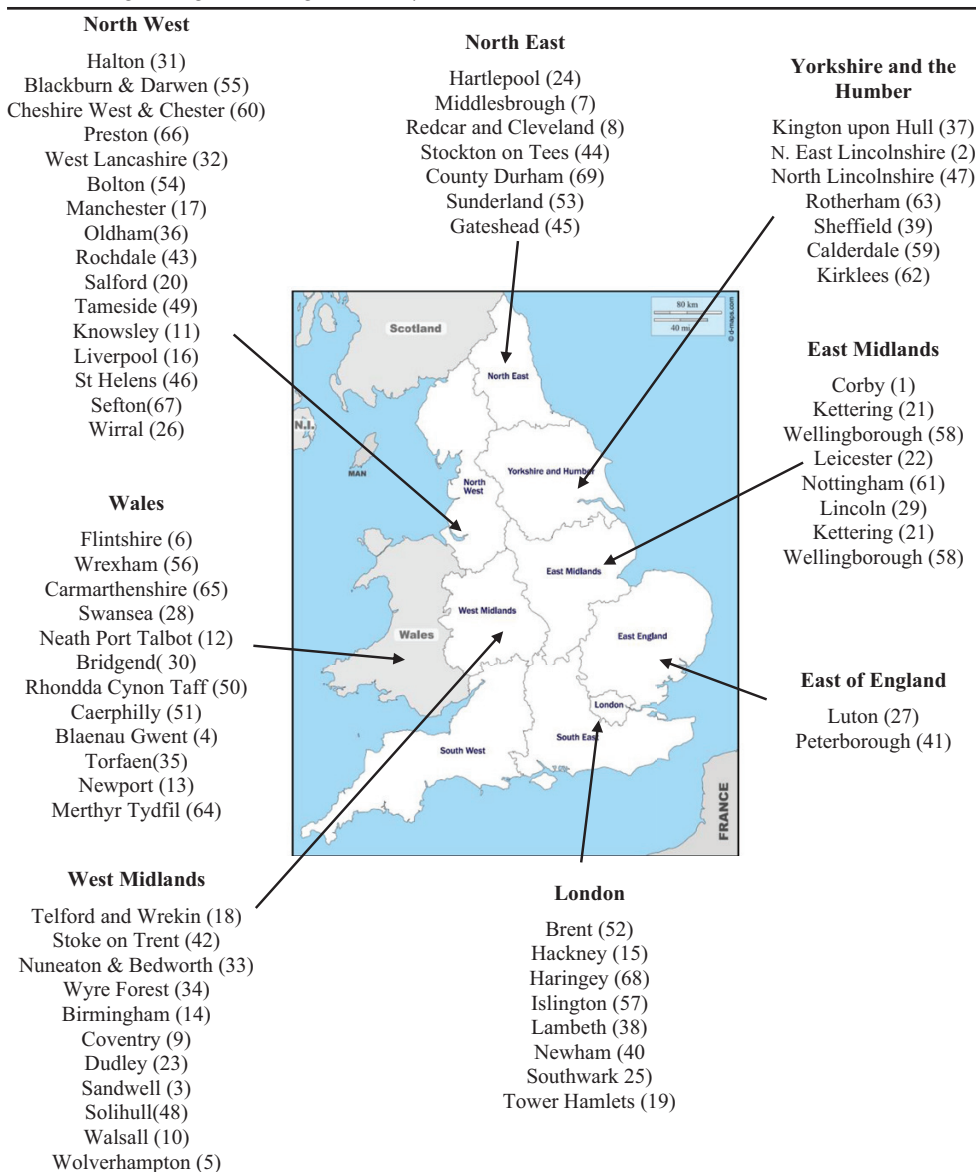 North West
Halton (31)
Blackburn & Darwen (55)
Cheshire West & Chester (60)
Preston (66)
West Lancashire (32)
Bolton (54)
Manchester (17)
Oldham(36)
Rochdale (43)
Salford (20)
Tameside (49)
Knowsley (11)
Liverpool (16)
St Helens (46)
Sefton(67)
Wirral (26)
North East
Hartlepool (24)
Middlesbrough (7)
Redcar and Cleveland (8)
Stockton on Tees (44)
County Durham (69)
Sunderland (53)
Gateshead (45)
Yorkshire and the
Humber
Kington upon Hull (37)
N. East Lincolnshire (2)
North Lincolnshire (47)
Rotherham (63)
Sheffield (39)
Calderdale (59)
Kirklees (62)
East Midlands
Corby (1)
Kettering (21)
Wellingborough (58)
Leicester (22)
Nottingham (61)
Lincoln (29)
Kettering (21)
Wellingborough (58)
Wales
Flintshire (6)
Wrexham (56)
Carmarthenshire (65)
Swansea (28)
Neath Port Talbot (12)
Bridgend( 30)
Rhondda Cynon Taff (50)
Caerphilly (51)
Blaenau Gwent (4)
Torfaen(35)
Newport (13)
Merthyr Tydfil (64)
80 km
40 mi
© d-maps.com
Scotland
North East
N.I.
MAN
Yorkshire and Humber
North
West
East Midlands
West Midlands
Wales
East England
London
South East
South West
FRANCE
East of England
Luton (27)
Peterborough (41)
West Midlands
Telford and Wrekin (18)
Stoke on Trent (42)
Nuneaton & Bedworth (33)
Wyre Forest (34)
Birmingham (14)
Coventry (9)
Dudley (23)
Sandwell (3)
Solihull(48)
Walsall (10)
Wolverhampton (5)
London
Brent (52)
Hackney (15)
Haringey (68)
Islington (57)
Lambeth (38)
Newham (40
Southwark 25)
Tower Hamlets (19)